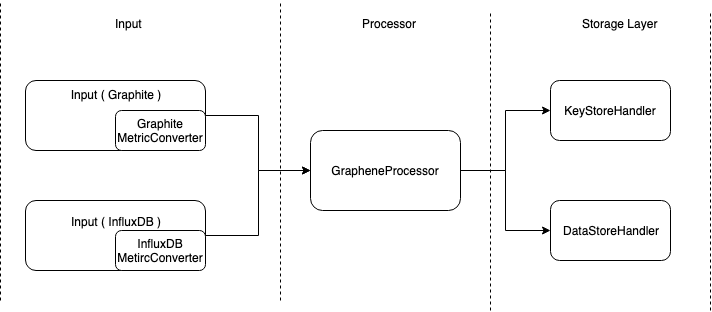 Input
Processor
Storage Layer
Input ( Graphite )
Graphite
MetricConverter
KeyStoreHandler
GrapheneProcessor
Input ( InfluxDB )
InfluxDB
MetircConverter
DataStoreHandler